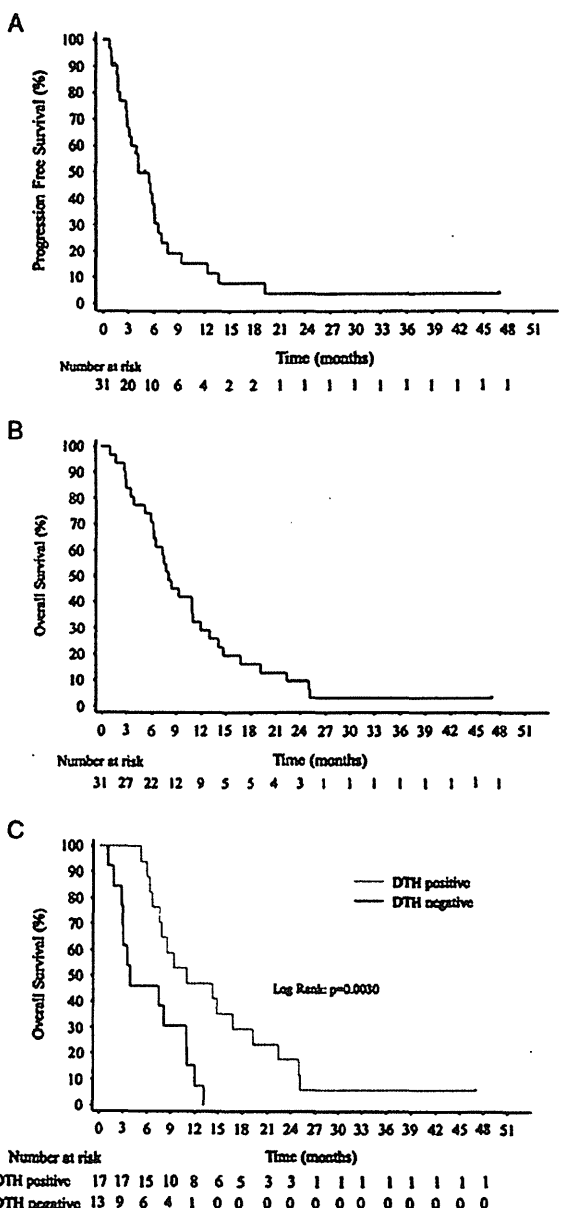 A
Progression Free Survival (%)
100
90
80
70
60
50
40
30
20
10
0
0 3 6 9 12 15 18 21 24 27 30 33 36 39 42 45 48 51
Time (months)
Number at risk
31 20 10 6 4 2 2 1 1 1 1 1 1 1 1 1 1
B
Overall Survival (%)
100
90
80
70
60
50
40
30
20
10
0
0 3 6 9 12 15 18 21 24 27 30 33 36 39 42 45 48 51
Time (months)
Number at risk
31 27 22 12 9 5 5 4 3 1 1 1 1 1 1 1 1
C
Overall Survival (%)
100
90
80
70
60
50
40
30
20
10
0
DTH positive
DTH negative
Log Rank: p=0.0030
0 3 6 9 12 15 18 21 24 27 30 33 36 39 42 45 48 51
Time (months)
Number at risk
DTH positive 17 17 15 10 8 6 5 3 3 1 1 1 1 1 1 1 1
DTH negative 13 9 6 4 1 0 0 0 0 0 0 0 0 0 0 0 0